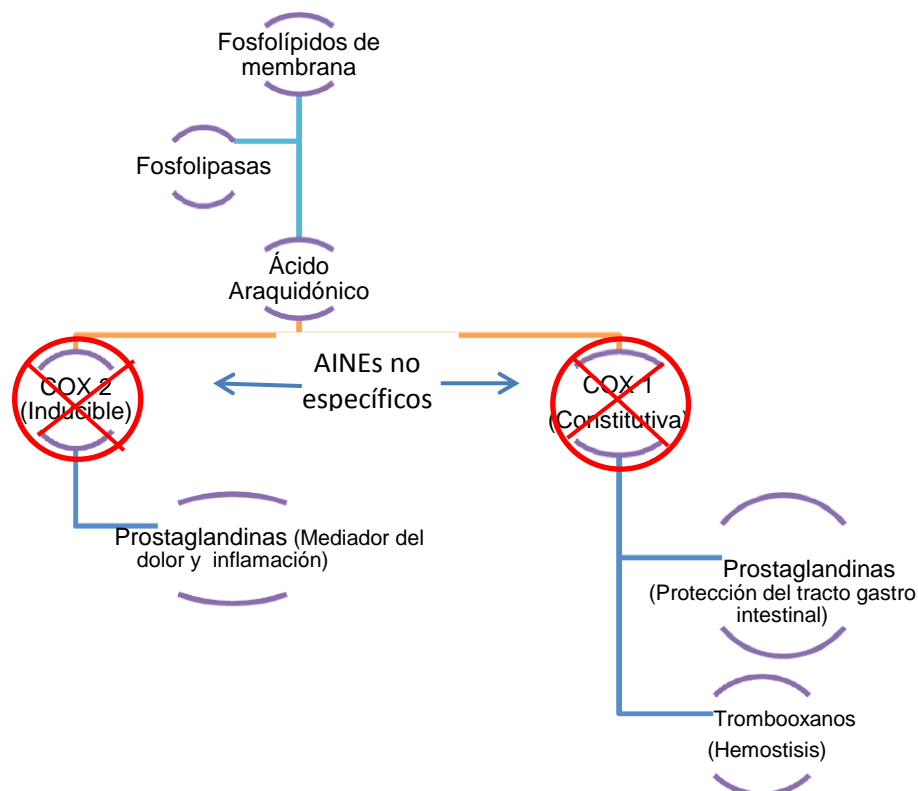 Fosfolípidos de
membrana
Fosfolipasas
Ácido
Araquidónico
AINEs no
específicos
COX 2
(Inducible)
COX 1
(Constitutiva)
Prostaglandinas (Mediador del
dolor y inflamación)
Prostaglandinas
(Protección del tracto gastro
intestinal)
Trombooxanos
(Hemostisis)